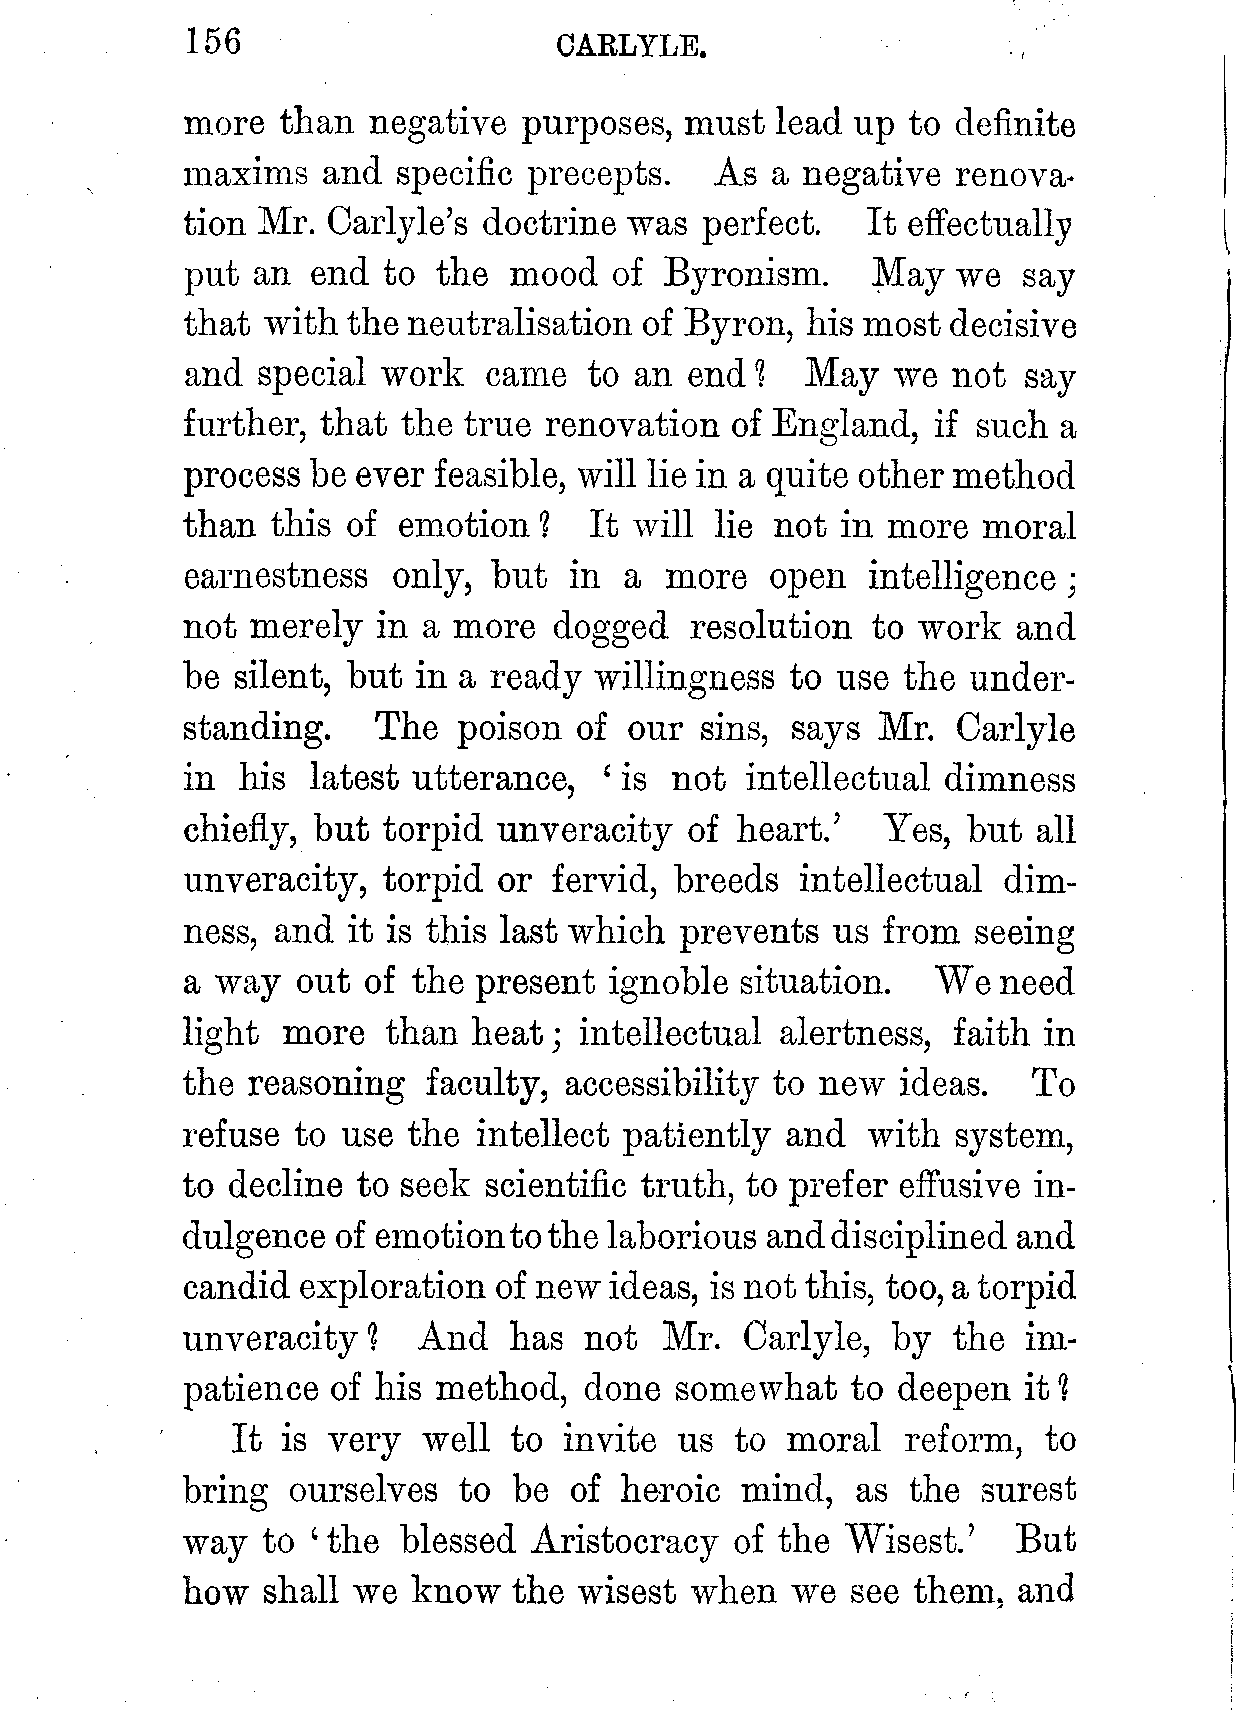 156 CARLYLE.
more than negative purposes, must lead up to definite
maxims and specific precepts. As a negative renova-
tion Mr. Carlyle's doctrine was perfect. It effectually
put an end to the mood of Byronism. May we say
that with the neutralisation of Byron, his most decisive
and special work came to an end? May we not say
further, that the true renovation of England, if such a
process be ever feasible, will lie in a quite other method
than this of emotion? It will lie not in more moral
earnestness only, but in a more open intelligence;
not merely in a more dogged resolution to work and
be silent, but in a ready willingness to use the under-
standing. The poison of our sins, says Mr. Carlyle
in his latest utterance, 'is not intellectual dimness
chiefly, but torpid unveracity of heart.' Yes, but all
unveracity, torpid or fervid, breeds intellectual dim-
ness, and it is this last which prevents us from seeing
a way out of the present ignoble situation. We need
light more than heat; intellectual alertness, faith in
the reasoning faculty, accessibility to new ideas. To
refuse to use the intellect patiently and with system,
to decline to seek scientific truth, to prefer effusive in-
dulgence of emotion to the laborious and disciplined and
candid exploration of new ideas, is not this, too, a torpid
unveracity? And has not Mr. Carlyle, by the im-
patience of his method, done somewhat to deepen it?
It is very well to invite us to moral reform, to
bring ourselves to be of heroic mind, as the surest
way to 'the blessed Aristocracy of the Wisest.' But
how shall we know the wisest when we see them, and